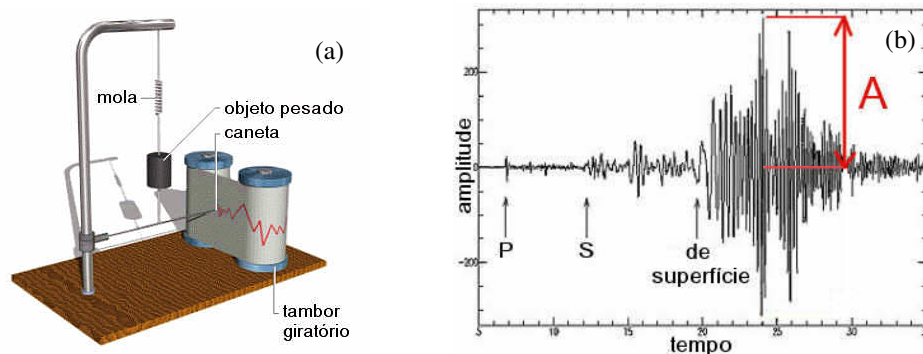 (a)
mola
objeto pesado
caneta
tambor
giratório
(b)
200
0
-200
amplitude
A
P
S
de
superfície
5
10
15
20
25
30
35
tempo